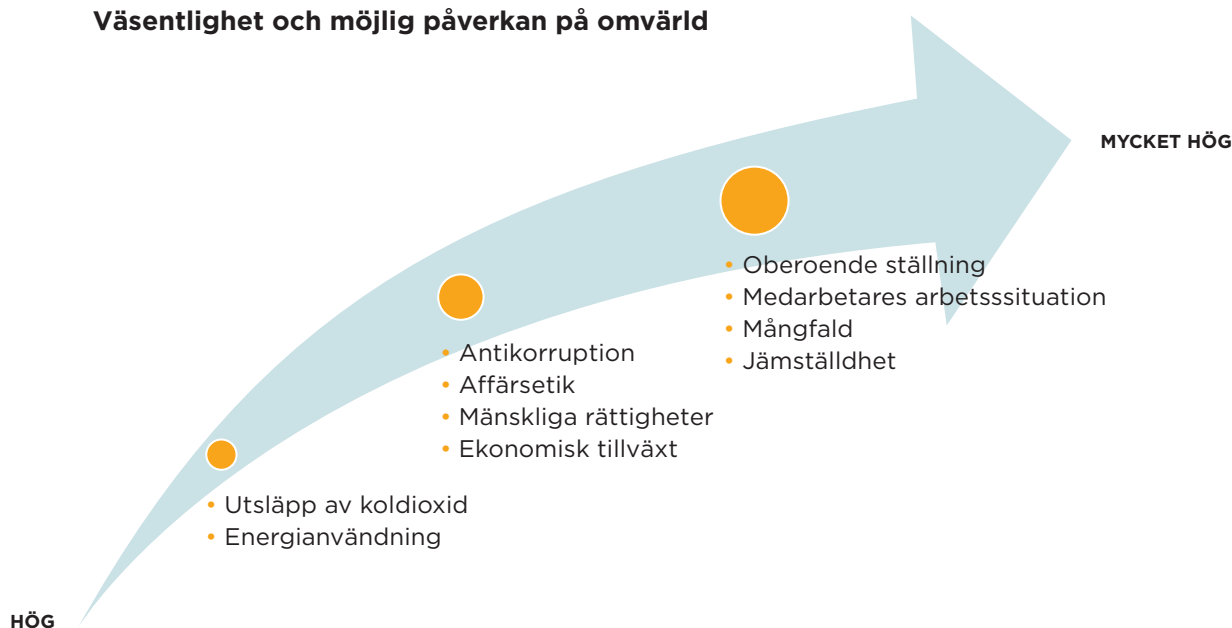 Väsentlighet och möjlig påverkan på omvärld
MYCKET HÖG
• Oberoende ställning
• Medarbetares arbetsssituation
• Mångfald
• Jämställdhet
• Antikorruption
• Affärsetik
• Mänskliga rättigheter
• Ekonomisk tillväxt
• Utsläpp av koldioxid
• Energianvändning
HÖG